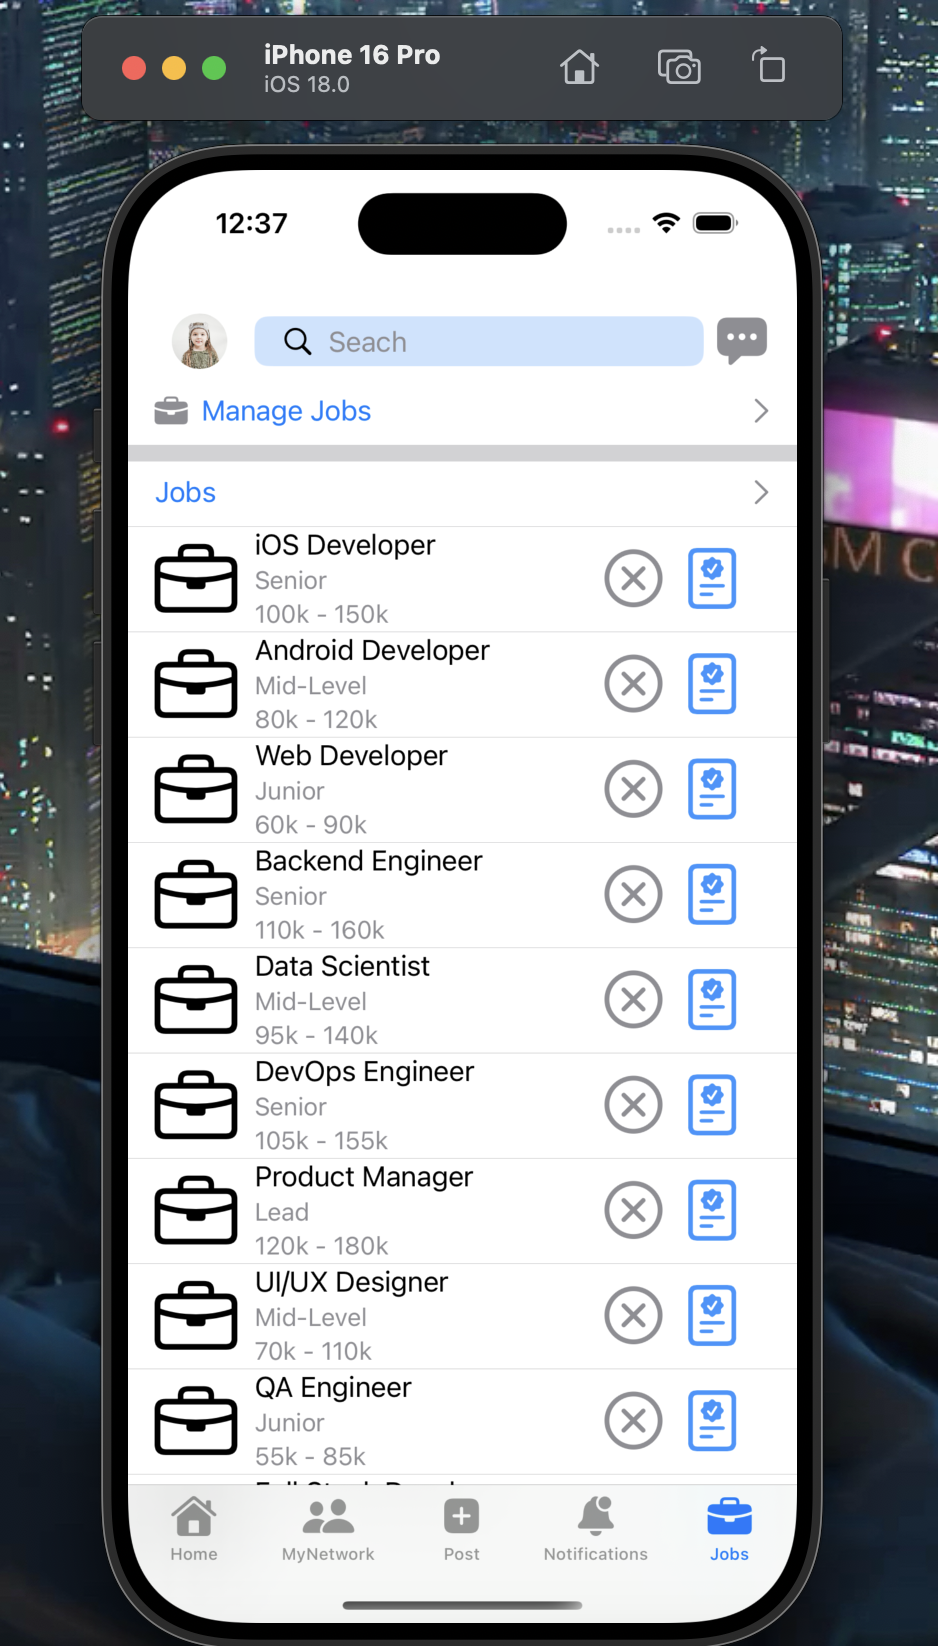 iPhone 16 Pro
iOS 18.0
12:37
Seach
Manage Jobs
Jobs
iOS Developer
Senior
100k - 150k
Android Developer
Mid-Level
80k - 120k
Web Developer
Junior
60k - 90k
Backend Engineer
Senior
110k - 160k
Data Scientist
Mid-Level
95k - 140k
DevOps Engineer
Senior
105k - 155k
Product Manager
Lead
120k - 180k
UI/UX Designer
Mid-Level
70k - 110k
QA Engineer
Junior
55k - 85k
Home
MyNetwork
Post
Notifications
Jobs